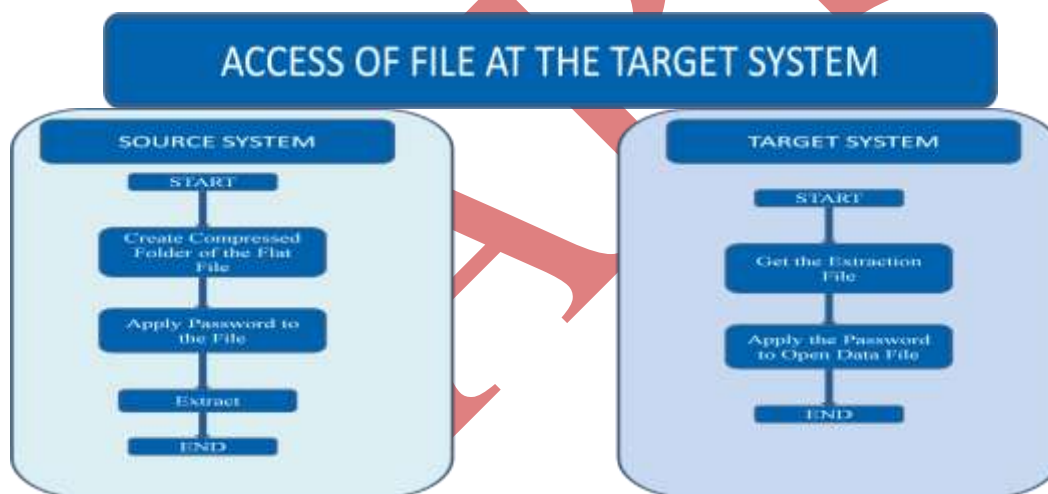 ACCESS OF FILE AT THE TARGET SYSTEM
SOURCE SYSTEM
START
Create Compressed
Folder of the Flat
File
Apply Password to
the File
Extract
END
TARGET SYSTEM
START
Get the Extraction
File
Apply the Password
to Open Data File
END